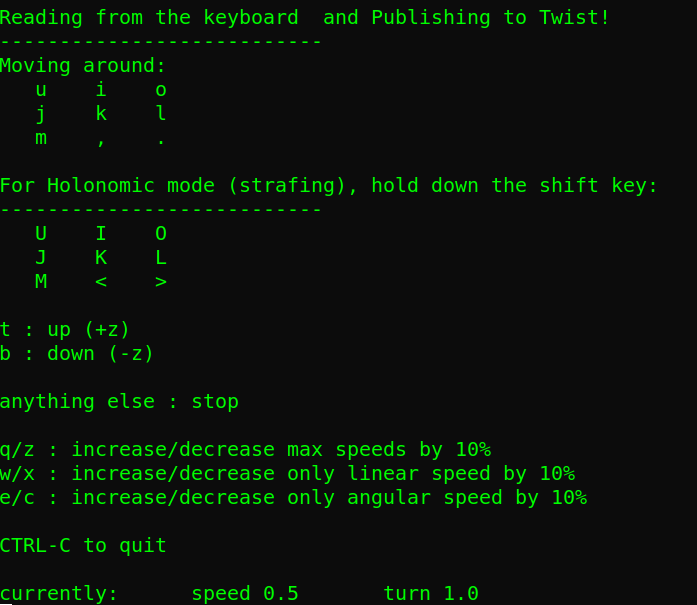 Reading from the keyboard  and Publishing to Twist!
---------------------------
Moving around:
   u    i    o
   j    k    l
   m    ,    .

For Holonomic mode (strafing), hold down the shift key:
---------------------------
   U    I    O
   J    K    L
   M    <    >

t : up (+z)
b : down (-z)

anything else : stop

q/z : increase/decrease max speeds by 10%
w/x : increase/decrease only linear speed by 10%
e/c : increase/decrease only angular speed by 10%

CTRL-C to quit

currently:      speed 0.5       turn 1.0